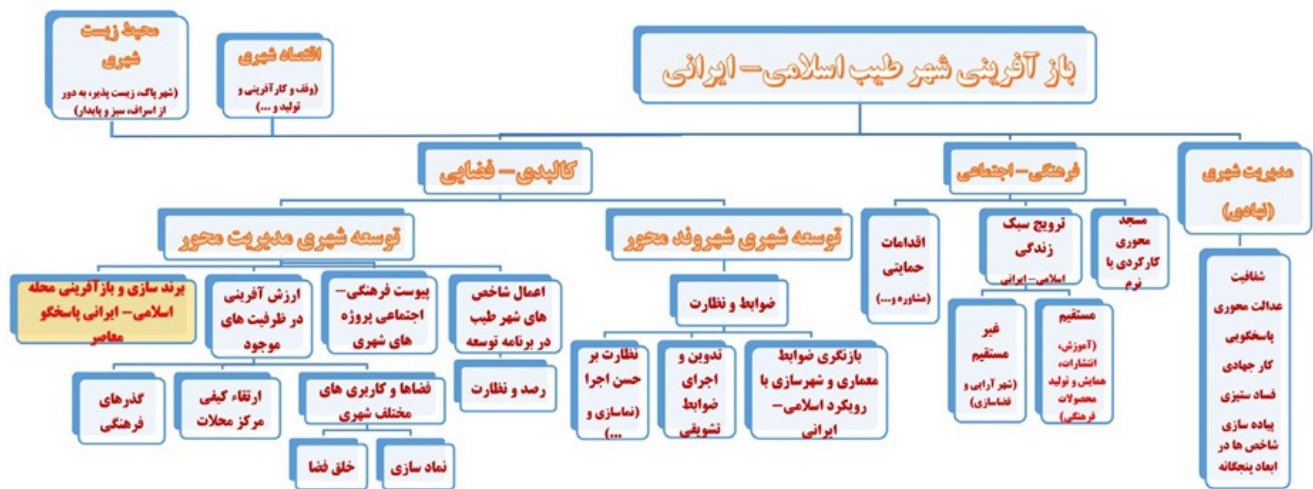 باز آفرینی شهر طیب اسلامی- ایرانی
اقتصاد شهری
(وقف و کارآفرینی و
تولید و ...)
محیط زیست
شهری
(شهر پاک، زیست پذیر، به دور
از اسراف، سبز و پایدار)
مدیریت شهری
(نهادی)
شفافیت
عدالت محوری
پاسخگویی
کار جهادی
فساد ستیزی
پیاده سازی
شاخص ها در
ابعاد پنجگانه
فرهنگی- اجتماعی
مسجد
محوری
کارکردی یا
نرم
ترویج سبک
زندگی
اسلامی- ایرانی
مستقیم
(آموزش،
انتشارات،
همایش و تولید
محصولات
فرهنگی)
غیر
مستقیم
(شهر آرایی و
فضاسازی)
اقدامات
حمایتی
(مشاوره و...)
کالبدی- فضایی
توسعه شهری شهروند محور
ضوابط و نظارت
بازنگری ضوابط
معماری و شهرسازی با
رویکرد اسلامی-
ایرانی
تدوین و
اجرای
ضوابط
تشویقی
نظارت بر
حسن اجرا
(نماسازی و
...)
توسعه شهری مدیریت محور
اعمال شاخص
های شهر طیب
در برنامه توسعه
رصد و نظارت
پیوست فرهنگی-
اجتماعی پروژه
های شهری
ارزش آفرینی
در ظرفیت های
موجود
فضاها و کاربری های
مختلف شهری
نماد سازی
خلق فضا
ارتقاء کیفی
مرکز محلات
گذرهای
فرهنگی
برند سازی و بازآفرینی محله
اسلامی- ایرانی پاسخگو
معاصر